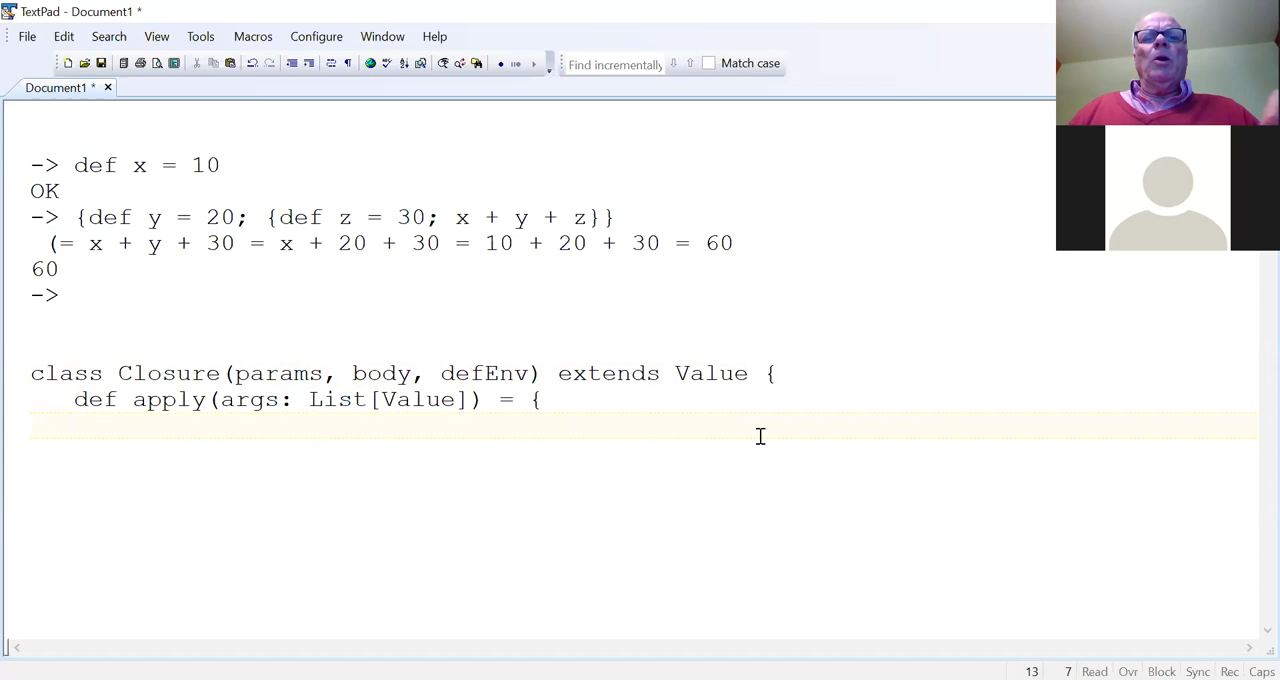 TextPad - Document1 *
File Edit Search View Tools Macros Configure Window Help
Find incrementally Match case
Document1 *
-> def x = 10
OK
-> {def y = 20; {def z = 30; x + y + z}}
(= x + y + 30 = x + 20 + 30 = 10 + 20 + 30 = 60
60
->
class Closure(params, body, defEnv) extends Value {
def apply(args: List[Value]) = {
13 7 Read Ovr Block Sync Rec Caps